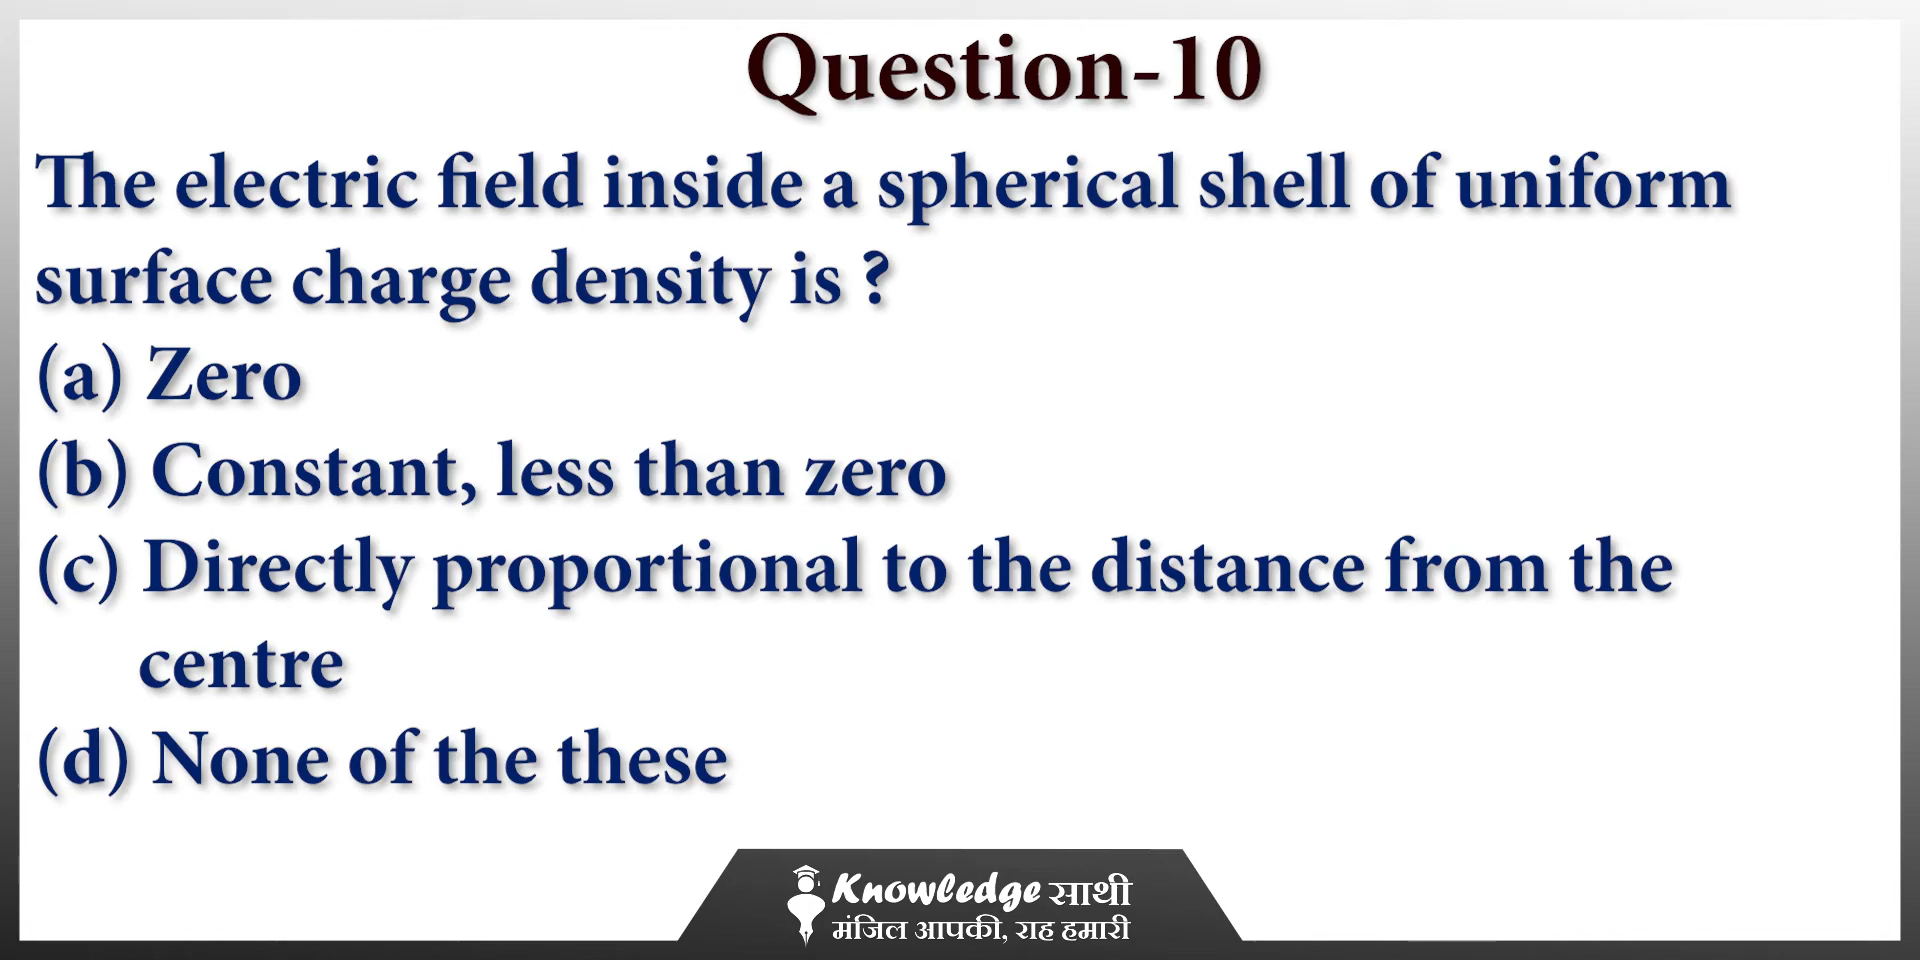 Question-10
The electric field inside a spherical shell of uniform
surface charge density is ?
(a) Zero
(b) Constant, less than zero
(c) Directly proportional to the distance from the
centre
(d) None of the these
Knowledge साथी
मंजिल आपकी, राह हमारी